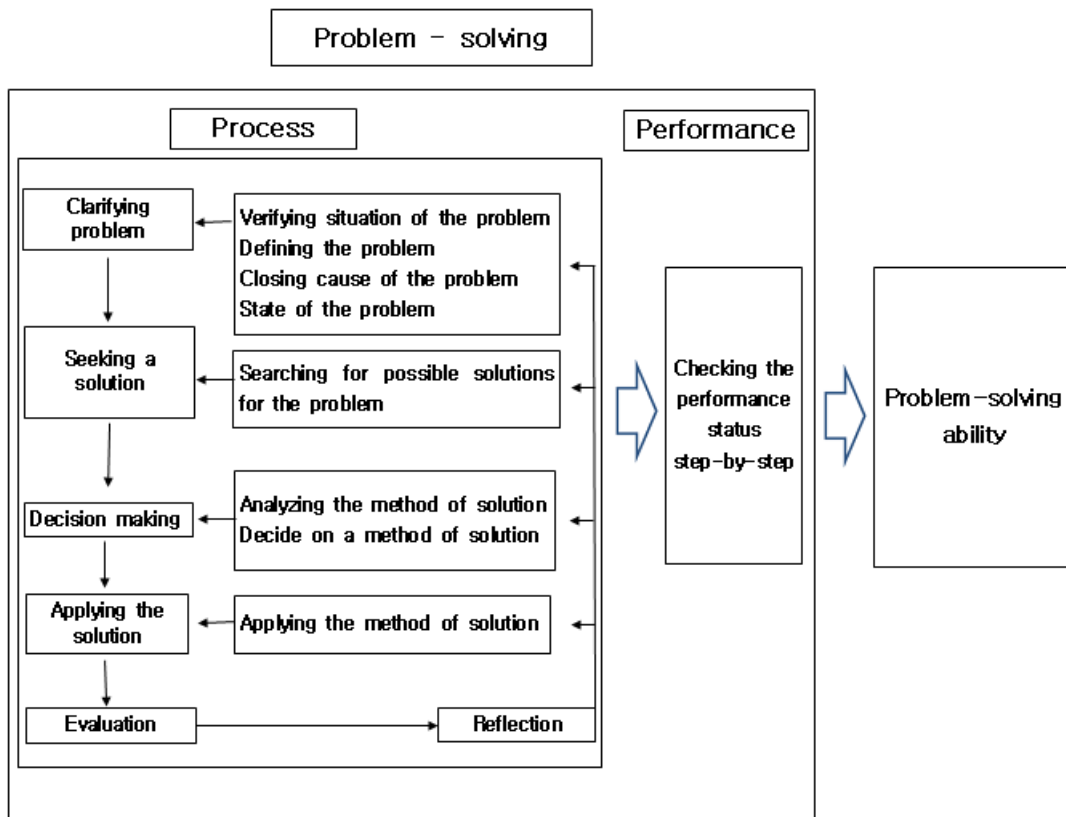 Problem - solving
Process
Performance
Clarifying
problem
Verifying situation of the problem
Defining the problem
Closing cause of the problem
State of the problem
Seeking a
solution
Searching for possible solutions
for the problem
Decision making
Analyzing the method of solution
Decide on a method of solution
Applying the
solution
Applying the method of solution
Evaluation
Reflection
Checking the
performance
status
step-by-step
Problem-solving
ability